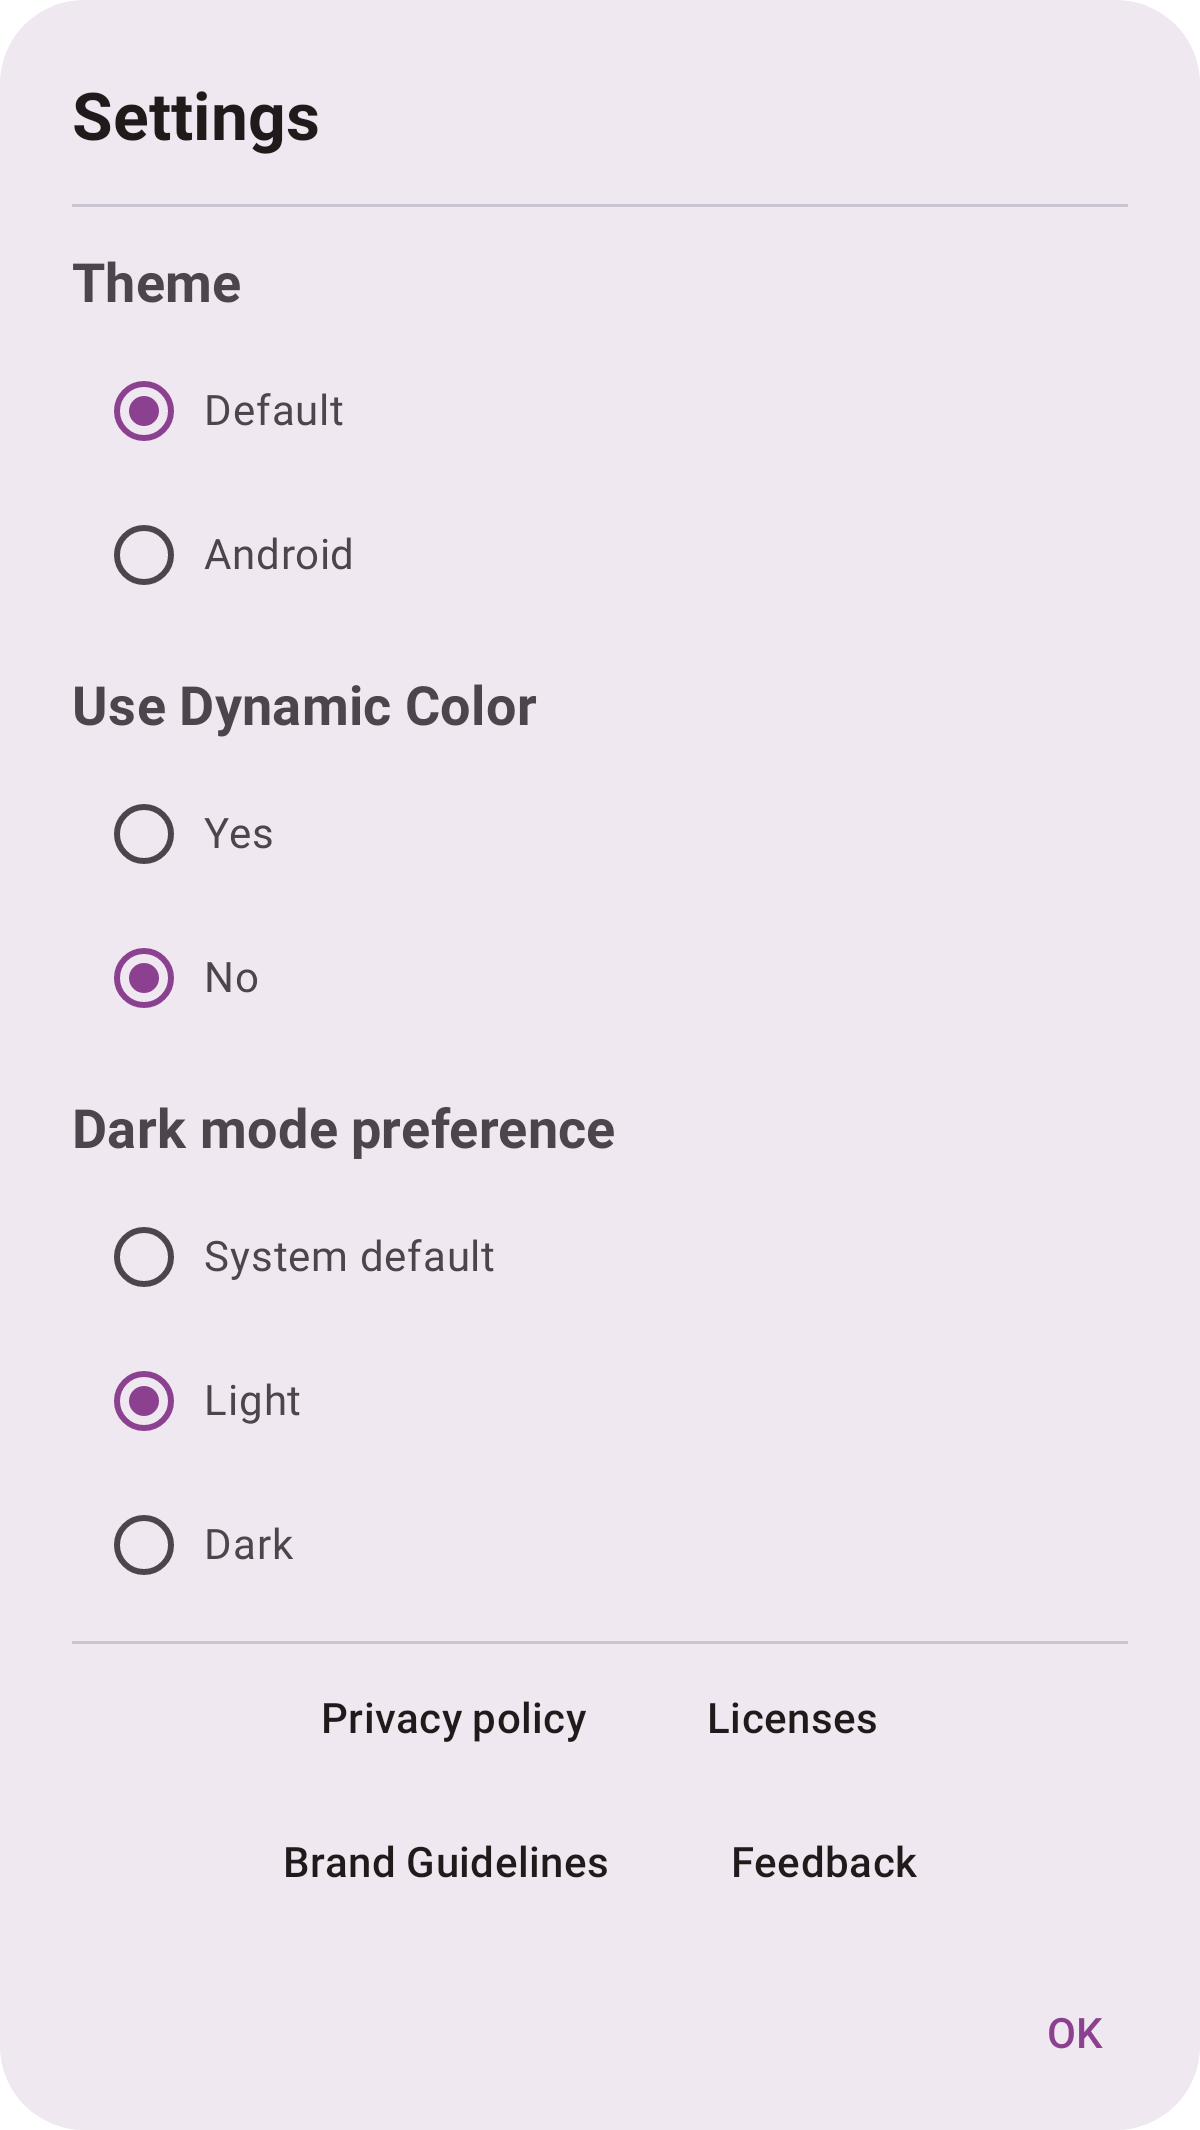 Settings
Theme
Default
Android
Use Dynamic Color
Yes
No
Dark mode preference
System default
Light
Dark
Privacy policy Licenses
Brand Guidelines Feedback
OK